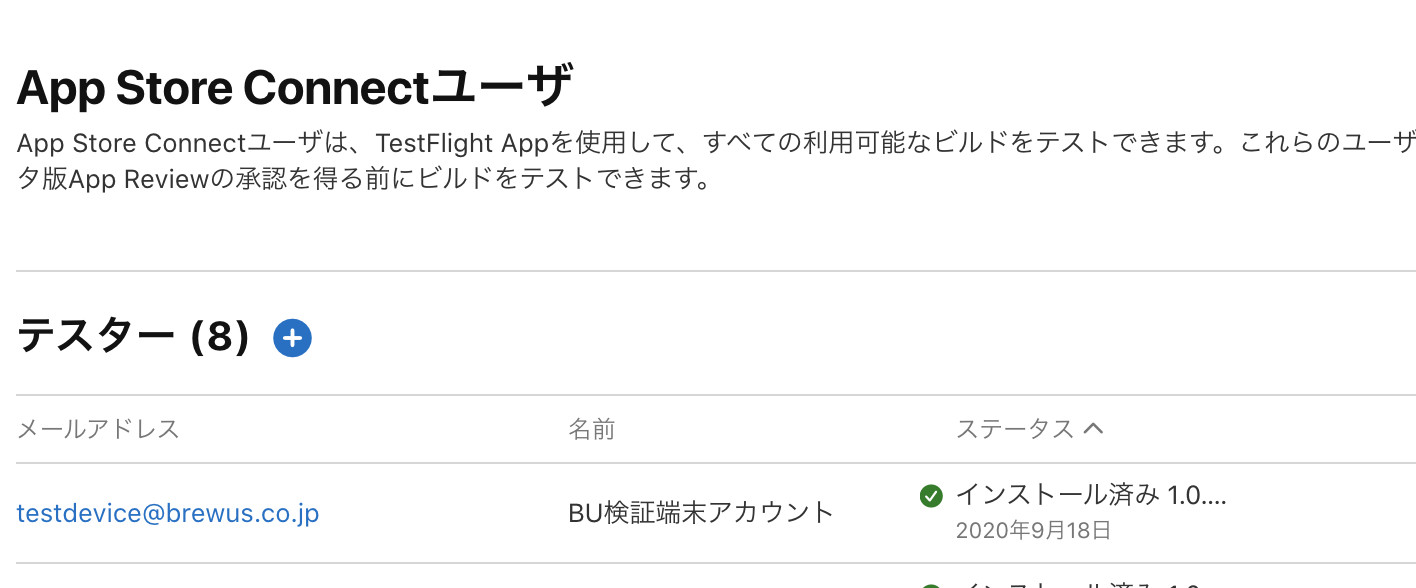 App Store Connectユーザ
App Store Connectユーザは、TestFlight Appを使用して、すべての利用可能なビルドをテストできます。これらのユーザ
タ版App Reviewの承認を得る前にビルドをテストできます。
テスター (8)
メールアドレス 名前 ステータス
testdevice@brewus.co.jp BU検証端末アカウント インストール済み 1.0....
2020年9月18日